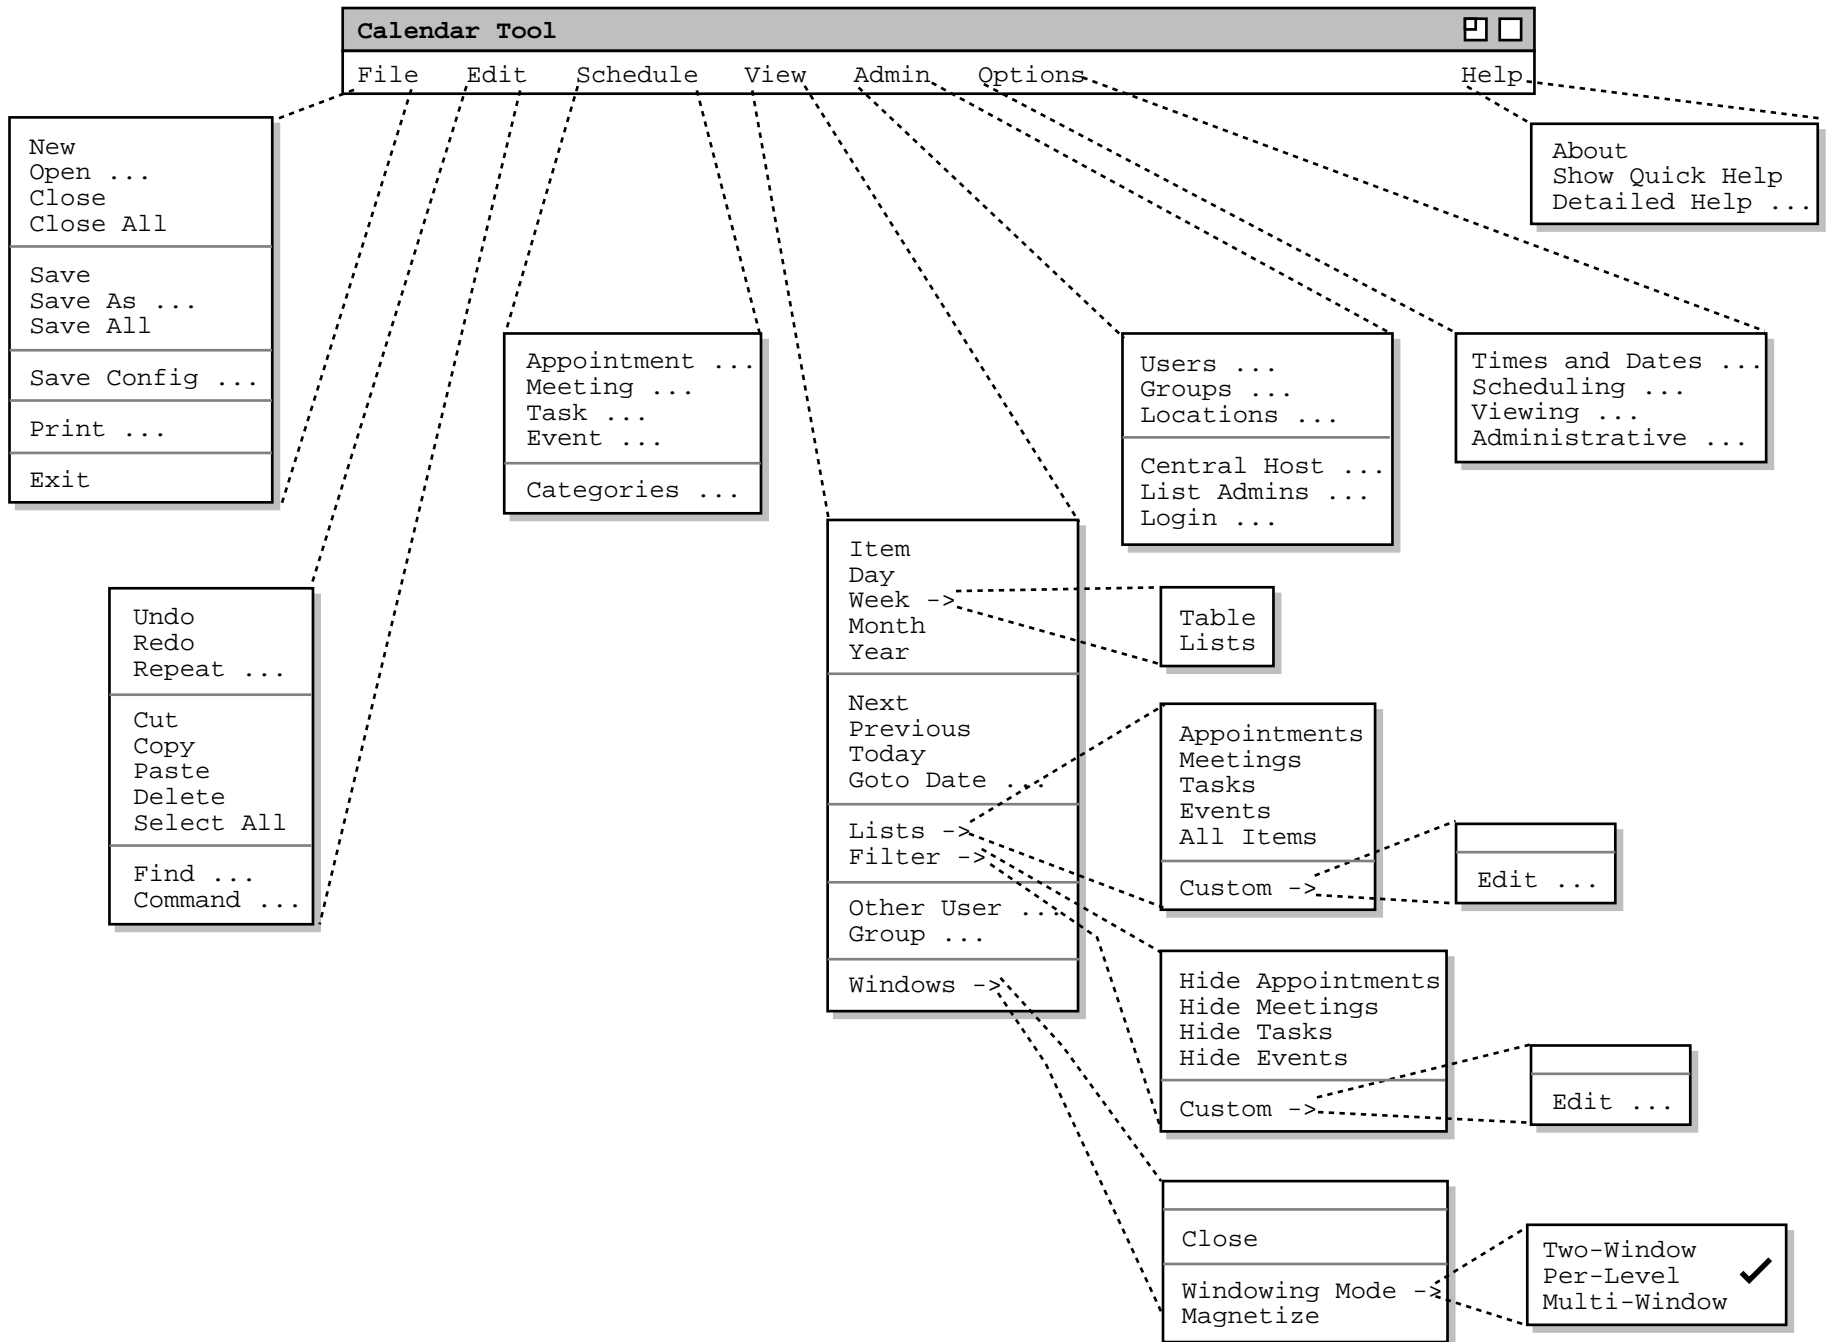 Calendar Tool
File Edit Schedule View Admin Options Help
New
Open ...
Close
Close All
Save
Save As ...
Save All
Save Config ...
Print ...
Exit
Undo
Redo
Repeat ...
Cut
Copy
Paste
Delete
Select All
Find ...
Command ...
Appointment ...
Meeting ...
Task ...
Event ...
Categories ...
Item
Day
Week ->
Month
Year
Next
Previous
Today
Goto Date ...
Lists ->
Filter ->
Other User ...
Group ...
Windows ->
Table
Lists
Appointments
Meetings
Tasks
Events
All Items
Custom ->
Edit ...
Hide Appointments
Hide Meetings
Hide Tasks
Hide Events
Custom ->
Edit ...
Close
Windowing Mode ->
Magnetize
Two-Window
Per-Level
Multi-Window
Users ...
Groups ...
Locations ...
Central Host ...
List Admins ...
Login ...
Times and Dates ...
Scheduling ...
Viewing ...
Administrative ...
About
Show Quick Help
Detailed Help ...